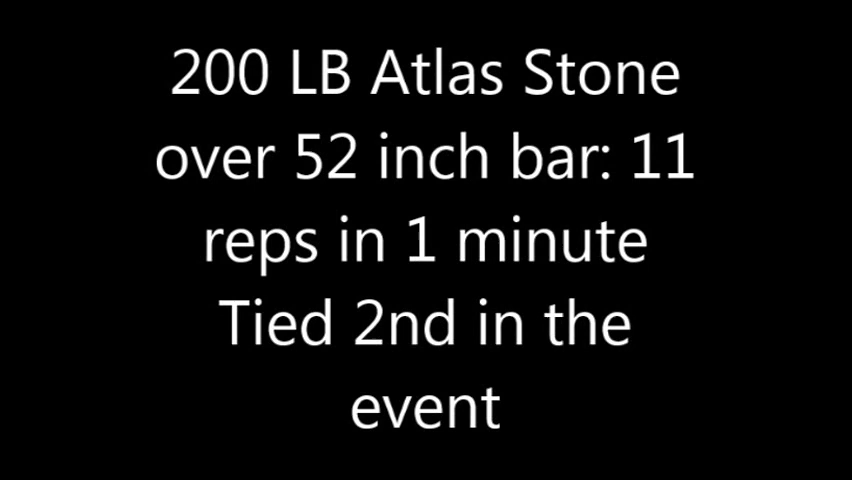 200 LB Atlas Stone
over 52 inch bar: 11
reps in 1 minute
Tied 2nd in the
event